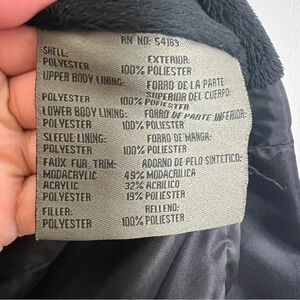 RN NO: 54163
SHELL: EXTERIOR:
POLYESTER 100% POLIESTER
UPPER BODY LINING: FORRO DE LA PARTE
SUPERIOR DEL CUERPO:
POLYESTER 100% POLIESTER
LOWER BODY LINING: FORRO DE PARTE INFERIOR:
POLYESTER 100% POLIESTER
SLEEVE LINING: FORRO DE MANGA:
POLYESTER 100% POLIESTER
FAUX FUR TRIM: ADORNO DE PELO SINTETICO:
MODACRYLIC 49% MODACRILICA
ACRYLIC 32% ACRILICO
POLYESTER 19% POLIESTER
FILLER: RELLENO:
POLYESTER 100% POLIESTER